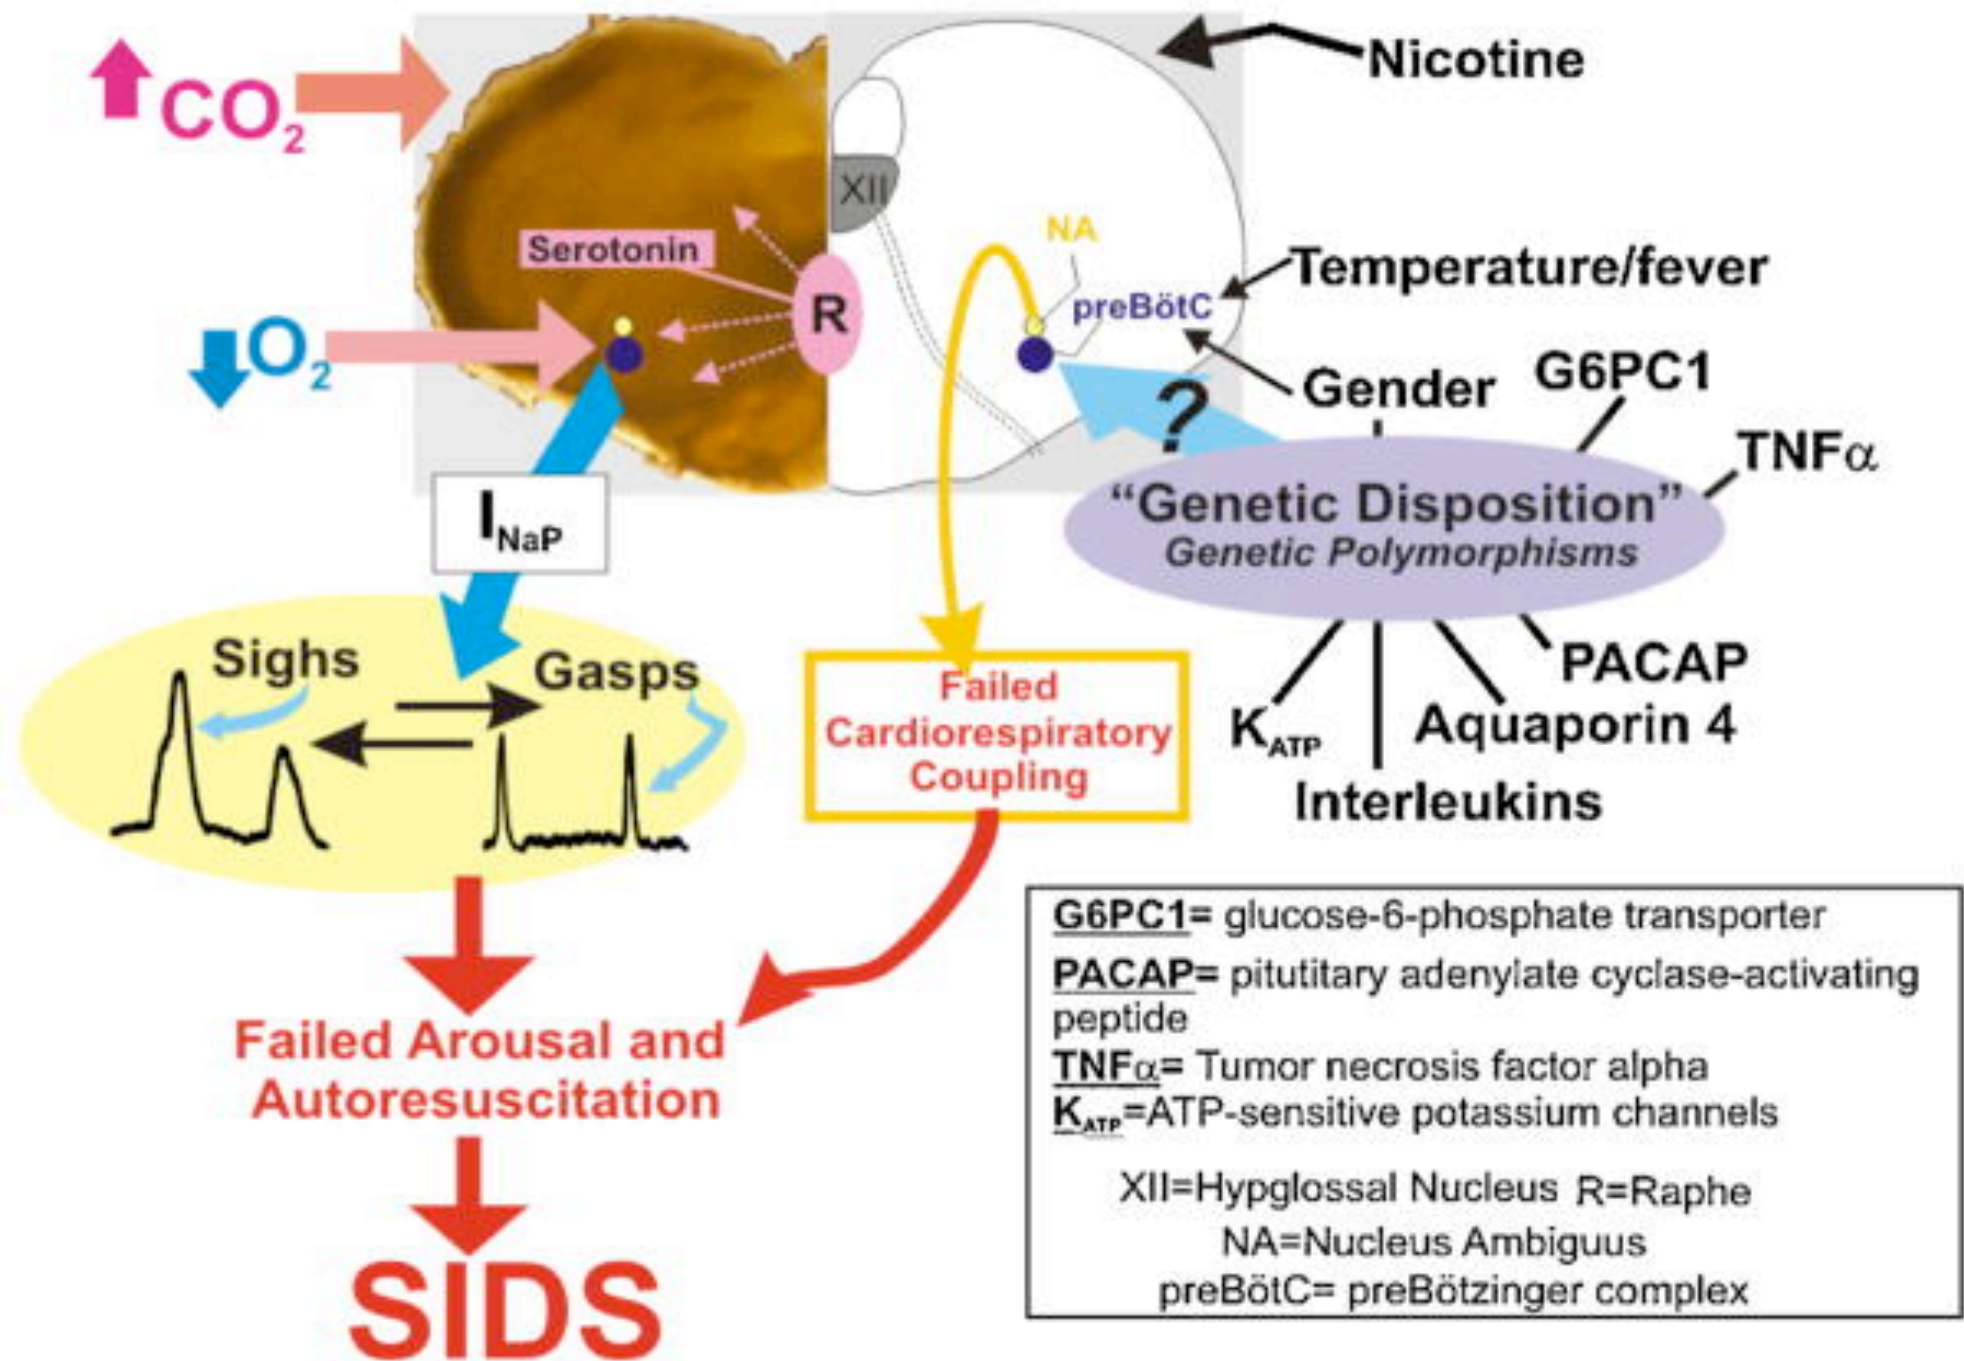 CO2
Nicotine
XII
Serotonin
NA
R
preBötC
Temperature/fever
O2
?
Gender
G6PC1
TNFα
INaP
“Genetic Disposition”
Genetic Polymorphisms
Sighs
Gasps
Failed
Cardiorespiratory
Coupling
KATP
PACAP
Aquaporin 4
Interleukins
G6PC1= glucose-6-phosphate transporter
PACAP= pitutitary adenylate cyclase-activating
peptide
TNFα= Tumor necrosis factor alpha
KATP=ATP-sensitive potassium channels
XII=Hypglossal Nucleus R=Raphe
NA=Nucleus Ambiguus
preBötC= preBötzinger complex
Failed Arousal and
Autoresuscitation
SIDS